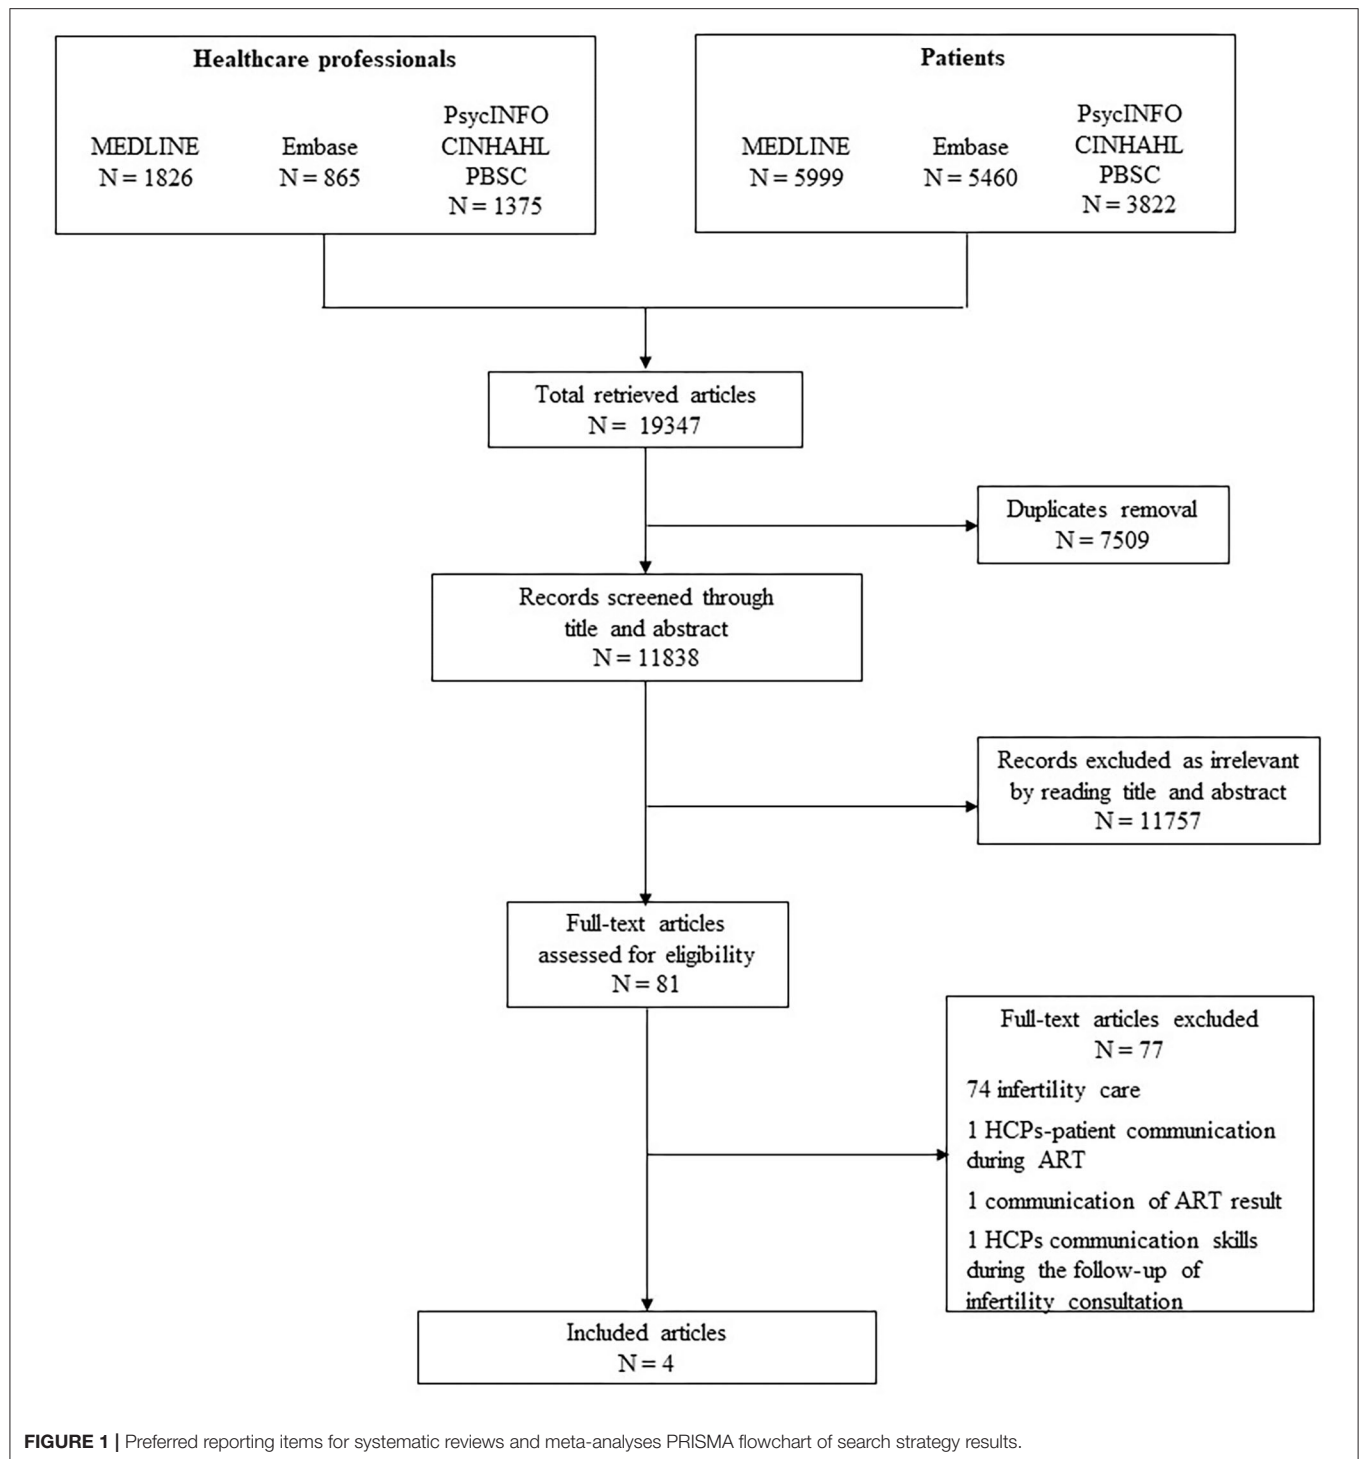 Healthcare professionals
MEDLINE
N = 1826
Embase
N = 865
PsycINFO
CINHAHL
PBSC
N = 1375
Patients
MEDLINE
N = 5999
Embase
N = 5460
PsycINFO
CINHAHL
PBSC
N = 3822
Total retrieved articles
N = 19347
Duplicates removal
N = 7509
Records screened through
title and abstract
N = 11838
Records excluded as irrelevant
by reading title and abstract
N = 11757
Full-text articles
assessed for eligibility
N = 81
Full-text articles excluded
N = 77
74 infertility care
1 HCPs-patient communication
during ART
1 communication of ART result
1 HCPs communication skills
during the follow-up of
infertility consultation
Included articles
N = 4
FIGURE 1 | Preferred reporting items for systematic reviews and meta-analyses PRISMA flowchart of search strategy results.